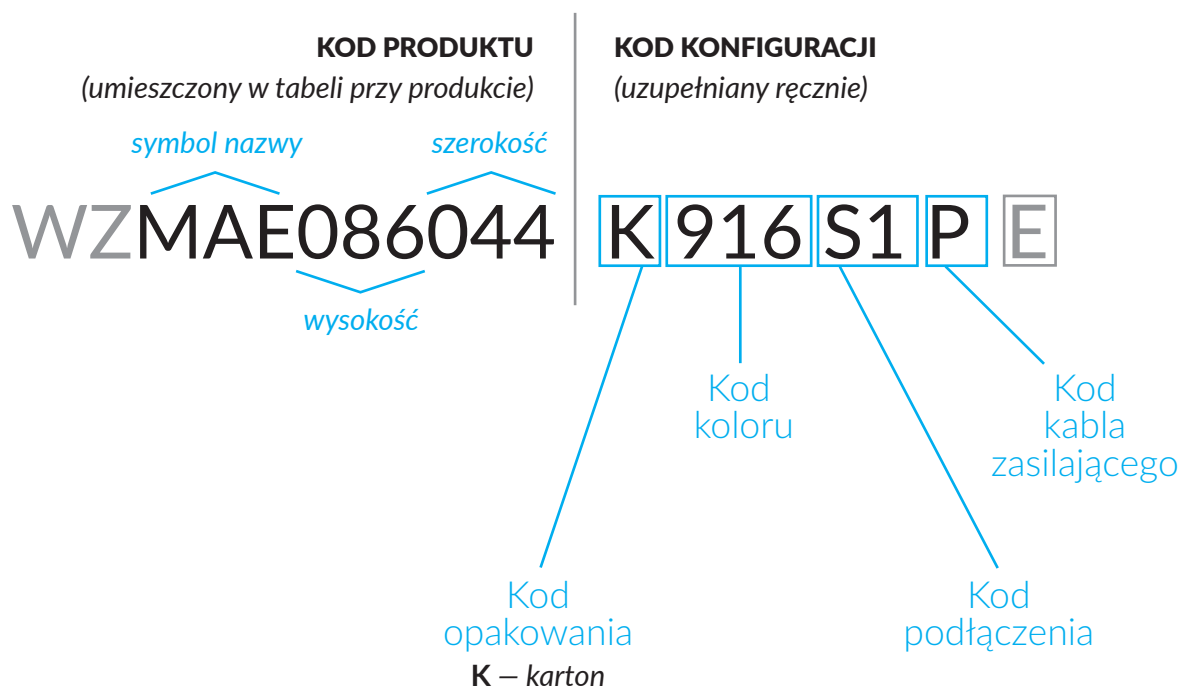 KOD PRODUKTU
(umieszczony w tabeli przy produkcie)
KOD KONFIGURACJI
(uzupełniany ręcznie)
symbol nazwy
szerokość
WZMAE086044 K 916 S1 P E
wysokość
Kod
koloru
Kod
kabla
zasilającego
Kod
opakowania
K – karton
Kod
podłączenia